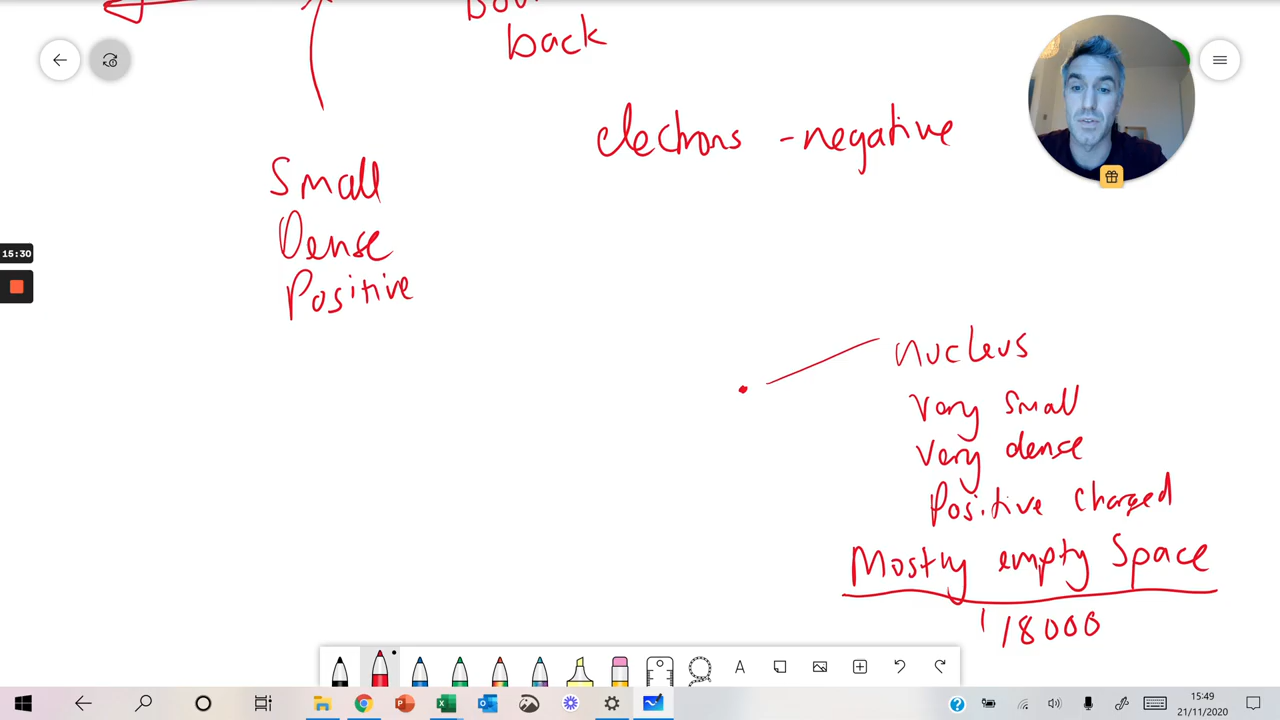 back
electrons - negative
Small
Dense
Positive
15:30
nucleus
very small
very dense
Positive Charged
Mostly empty Space
1/8000
A
15:49
21/11/2020